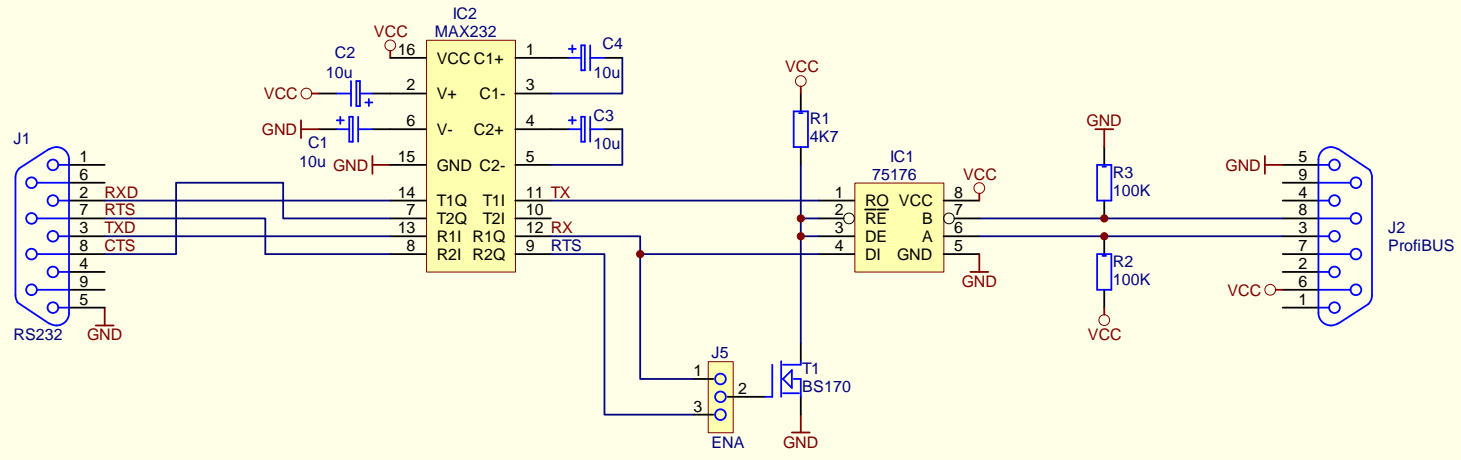 J1
1
6
2 RXD
7 RTS
3 TXD
8 CTS
4
9
5
GND
RS232
C2
10u
VCC
GND
C1
10u
GND
VCC
IC2
MAX232
16 VCC C1+ 1
2 V+ C1- 3
6 V- C2+ 4
15 GND C2- 5
14 T1Q T1I 11 TX
7 T2Q T2I 10
13 R1I R1Q 12 RX
8 R2I R2Q 9 RTS
C4
10u
C3
10u
VCC
R1
4K7
IC1
75176
1 RO VCC 8 VCC
2 RE B 7
3 DE A 6
4 DI GND 5
GND
J5
1
2
3
ENA
T1
BS170
GND
GND
R3
100K
R2
100K
VCC
GND 5
9
4
8
3
7
2
VCC 6
1
J2
ProfiBUS